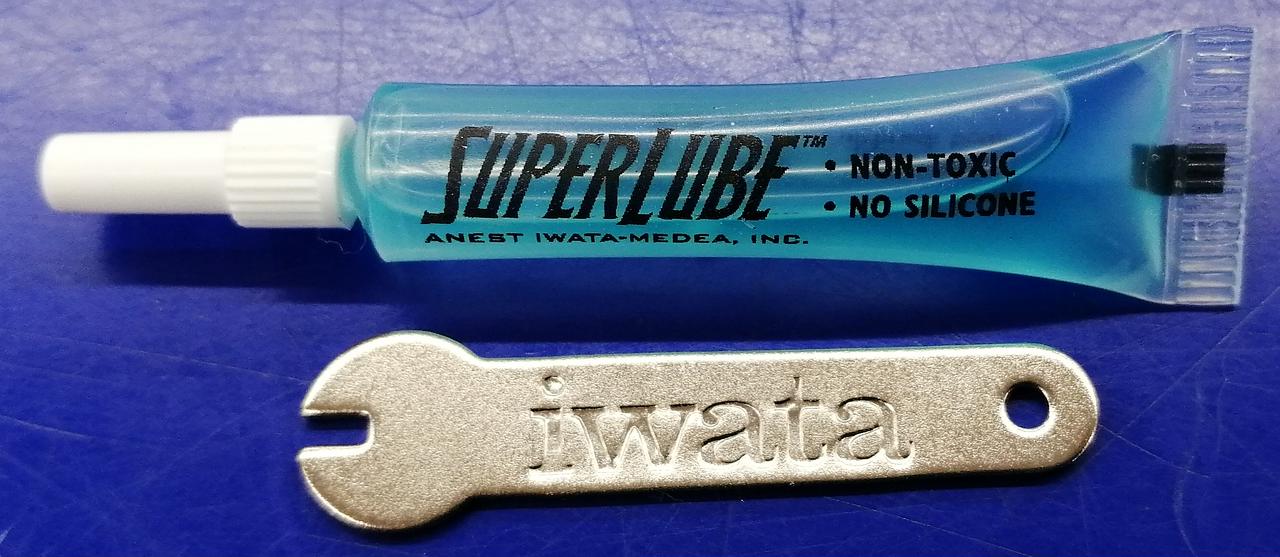 SUPERLUBE™
• NON-TOXIC
• NO SILICONE
ANEST IWATA-MEDEA, INC.
iwata